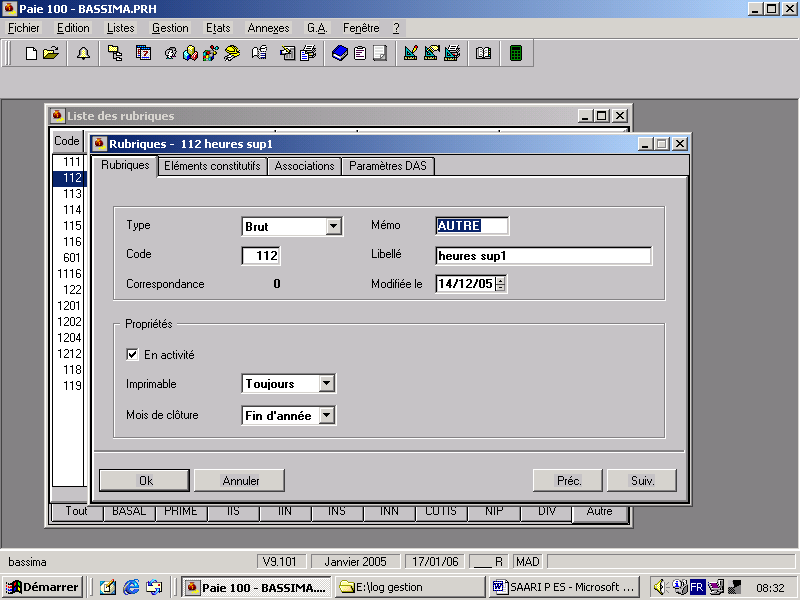 Paie 100 - BASSIMA.PRH
Fichier Edition Listes Gestion Etats Annexes G.A. Fenêtre ?
Liste des rubriques
Code
Rubriques - 112 heures sup1
Rubriques Eléments constitutifs Associations Paramètres DAS
111
112
113
114
115
116
601
1116
122
1201
1202
1204
1212
118
119
Type Brut Mémo AUTRE
Code 112 Libellé heures sup1
Correspondance 0 Modifiée le 14/12/05
Propriétés
En activité
Imprimable Toujours
Mois de clôture Fin d'année
Ok Annuler Préc. Suiv.
Tout BASAL PRIME IIS IIN INS INN CUTIS NIP DIV Autre
bassima V9.101 Janvier 2005 17/01/06 ___ R MAD
Démarrer Paie 100 - BASSIMA.... E:\log gestion SAARI P ES - Microsoft ... FR 08:32